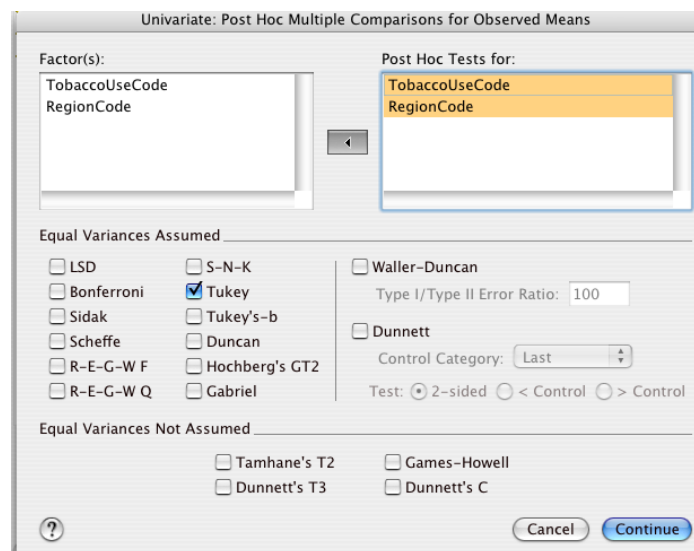 Univariate: Post Hoc Multiple Comparisons for Observed Means
Factor(s):
TobaccoUseCode
RegionCode
Post Hoc Tests for:
TobaccoUseCode
RegionCode
Equal Variances Assumed
LSD
Bonferroni
Sidak
Scheffe
R-E-G-W F
R-E-G-W Q
S-N-K
Tukey
Tukey's-b
Duncan
Hochberg's GT2
Gabriel
Waller-Duncan
Type I/Type II Error Ratio: 100
Dunnett
Control Category: Last
Test: 2-sided < Control > Control
Equal Variances Not Assumed
Tamhane's T2
Dunnett's T3
Games-Howell
Dunnett's C
?
Cancel
Continue